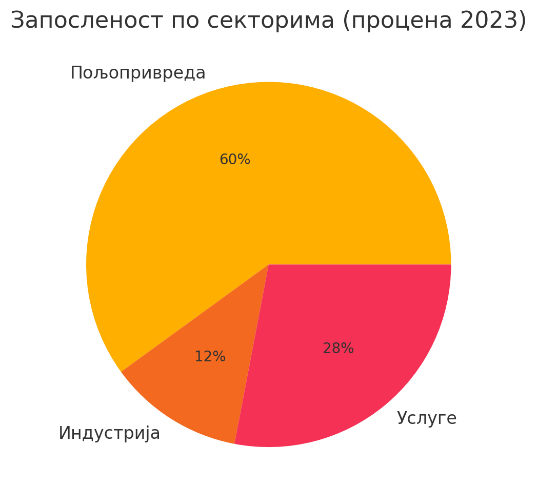 Запосленост по секторима (процена 2023)
Пољопривреда
60%
12%
28%
Индустрија
Услуге